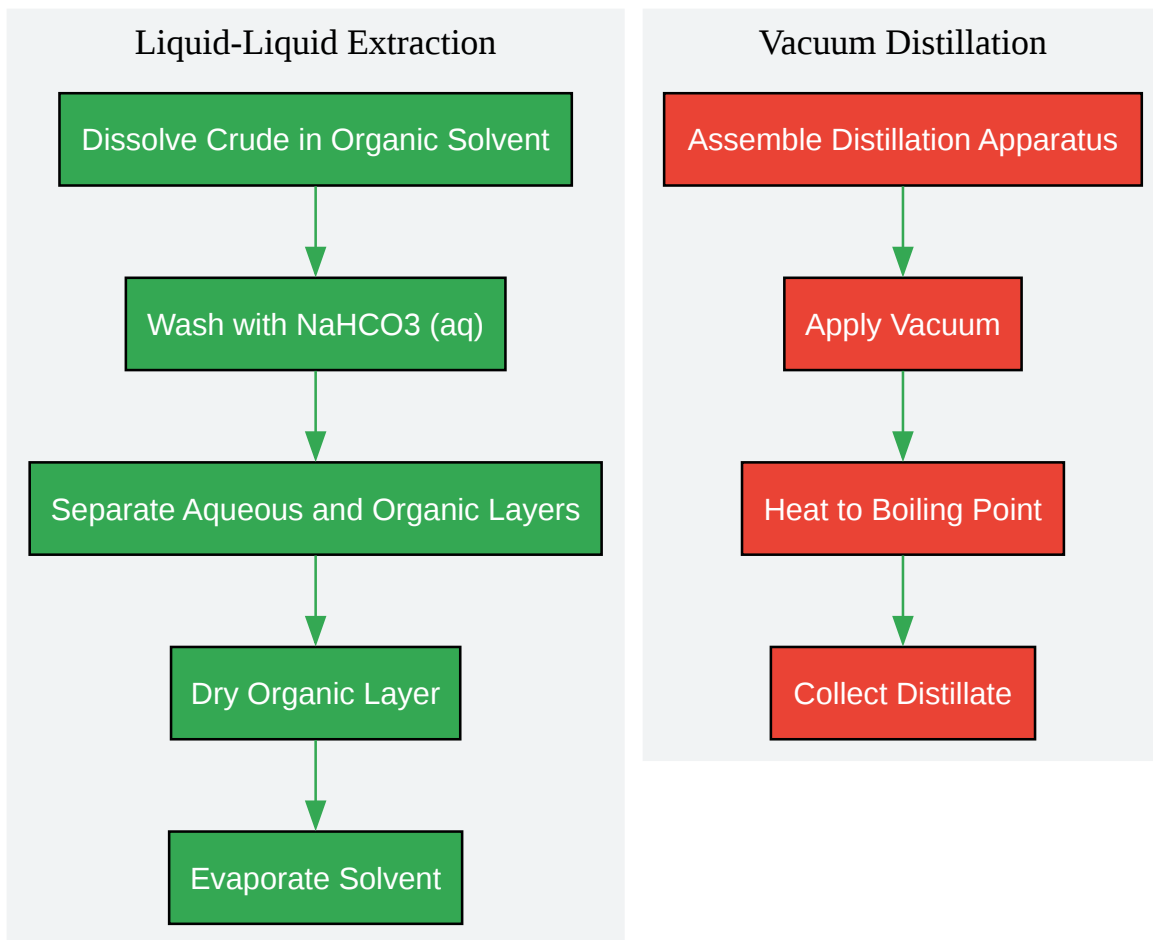 Liquid-Liquid Extraction
Dissolve Crude in Organic Solvent
Wash with NaHCO3 (aq)
Separate Aqueous and Organic Layers
Dry Organic Layer
Evaporate Solvent
Vacuum Distillation
Assemble Distillation Apparatus
Apply Vacuum
Heat to Boiling Point
Collect Distillate